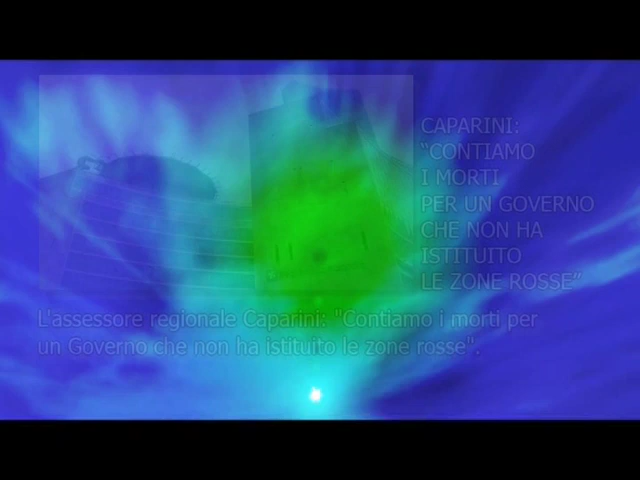 CAPARINI:
“CONTIAMO
I MORTI
PER UN GOVERNO
CHE NON HA
ISTITUITO
LE ZONE ROSSE”
L'assessore regionale Caparini: "Contiamo i morti per
un Governo che non ha istituito le zone rosse".